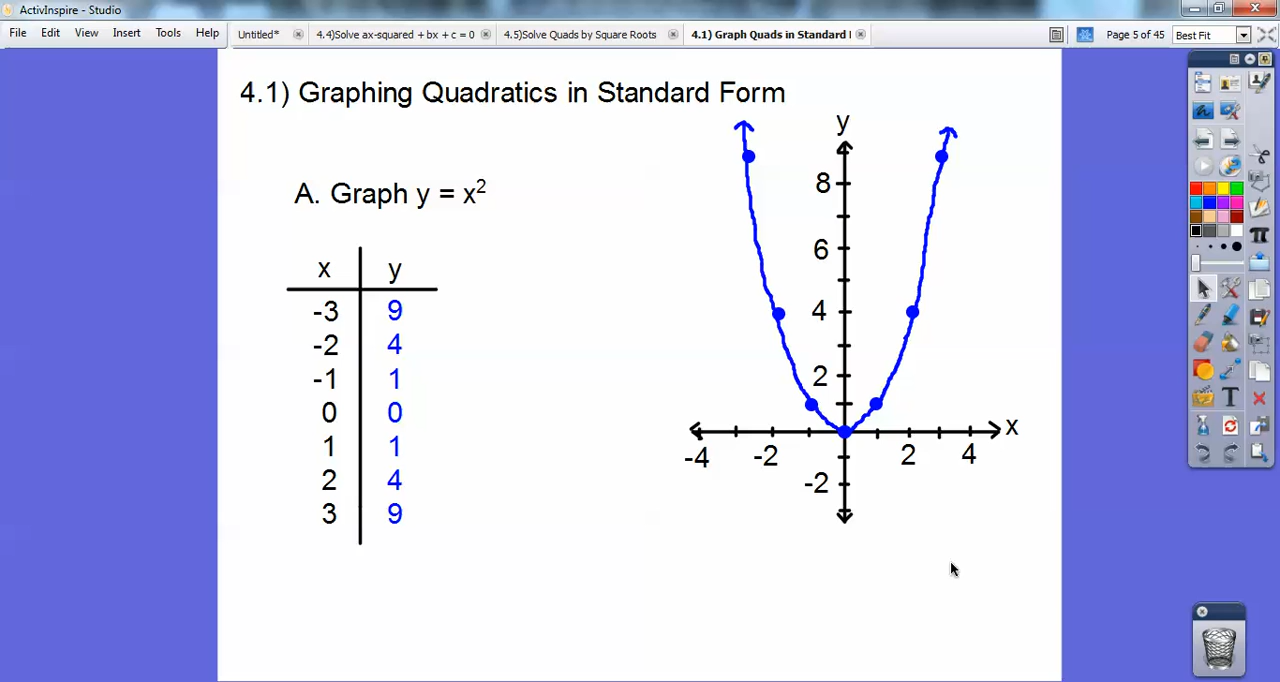 ActivInspire - Studio
File Edit View Insert Tools Help
Untitled* 4.4)Solve ax-squared + bx + c = 0 4.5)Solve Quads by Square Roots 4.1) Graph Quads in Standard I Page 5 of 45 Best Fit
4.1) Graphing Quadratics in Standard Form
A. Graph y = x²
x y
-3 9
-2 4
-1 1
0 0
1 1
2 4
3 9
y
8
6
4
2
x
-4 -2 2 4
-2